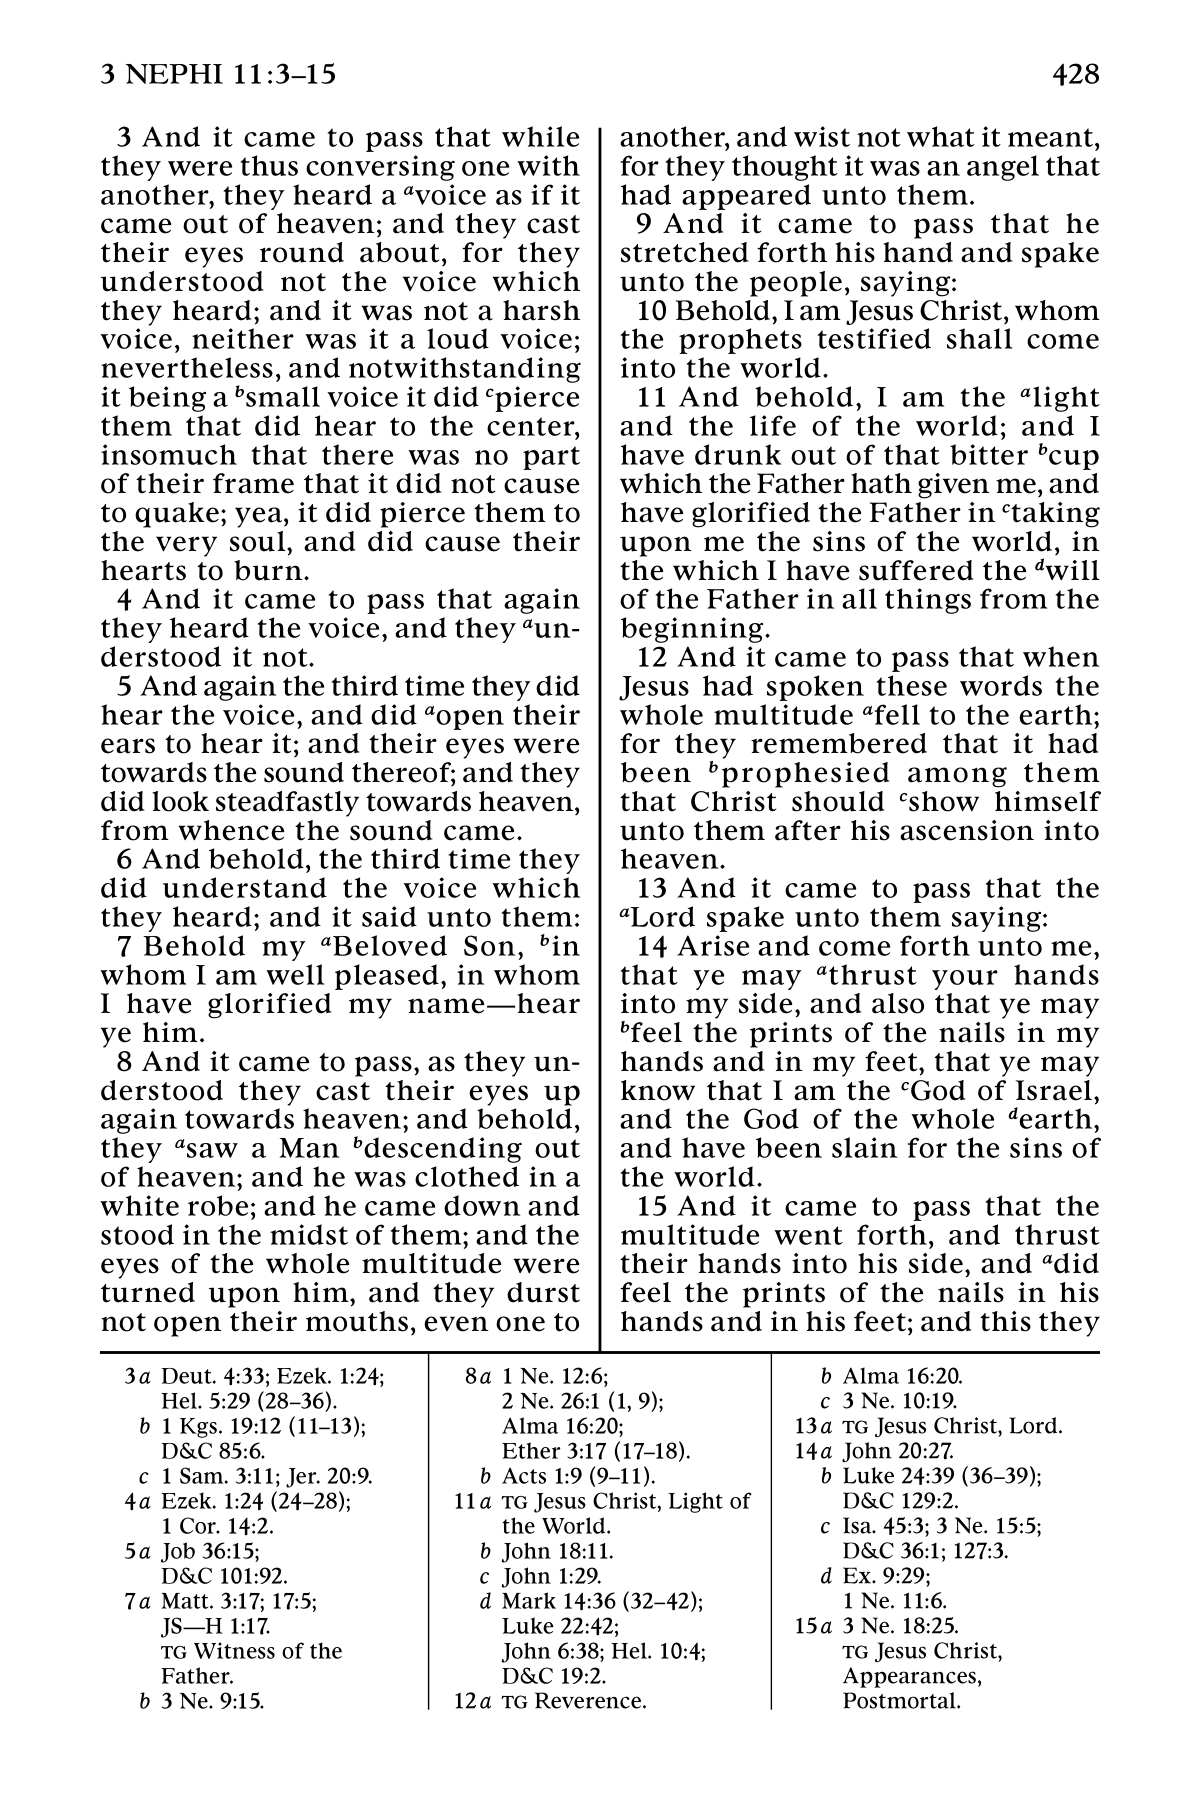 3 NEPHI 11:3–15
428
3 And it came to pass that while
they were thus conversing one with
another, they heard a avoice as if it
came out of heaven; and they cast
their eyes round about, for they
understood not the voice which
they heard; and it was not a harsh
voice, neither was it a loud voice;
nevertheless, and notwithstanding
it being a bsmall voice it did cpierce
them that did hear to the center,
insomuch that there was no part
of their frame that it did not cause
to quake; yea, it did pierce them to
the very soul, and did cause their
hearts to burn.
4 And it came to pass that again
they heard the voice, and they aun-
derstood it not.
5 And again the third time they did
hear the voice, and did aopen their
ears to hear it; and their eyes were
towards the sound thereof; and they
did look steadfastly towards heaven,
from whence the sound came.
6 And behold, the third time they
did understand the voice which
they heard; and it said unto them:
7 Behold my aBeloved Son, bin
whom I am well pleased, in whom
I have glorified my name—hear
ye him.
8 And it came to pass, as they un-
derstood they cast their eyes up
again towards heaven; and behold,
they asaw a Man bdescending out
of heaven; and he was clothed in a
white robe; and he came down and
stood in the midst of them; and the
eyes of the whole multitude were
turned upon him, and they durst
not open their mouths, even one to
another, and wist not what it meant,
for they thought it was an angel that
had appeared unto them.
9 And it came to pass that he
stretched forth his hand and spake
unto the people, saying:
10 Behold, I am Jesus Christ, whom
the prophets testified shall come
into the world.
11 And behold, I am the alight
and the life of the world; and I
have drunk out of that bitter bcup
which the Father hath given me, and
have glorified the Father in ctaking
upon me the sins of the world, in
the which I have suffered the dwill
of the Father in all things from the
beginning.
12 And it came to pass that when
Jesus had spoken these words the
whole multitude afell to the earth;
for they remembered that it had
been bprophesied among them
that Christ should cshow himself
unto them after his ascension into
heaven.
13 And it came to pass that the
aLord spake unto them saying:
14 Arise and come forth unto me,
that ye may athrust your hands
into my side, and also that ye may
bfeel the prints of the nails in my
hands and in my feet, that ye may
know that I am the cGod of Israel,
and the God of the whole dearth,
and have been slain for the sins of
the world.
15 And it came to pass that the
multitude went forth, and thrust
their hands into his side, and adid
feel the prints of the nails in his
hands and in his feet; and this they
3a Deut. 4:33; Ezek. 1:24;
Hel. 5:29 (28–36).
b 1 Kgs. 19:12 (11–13);
D&C 85:6.
c 1 Sam. 3:11; Jer. 20:9.
4a Ezek. 1:24 (24–28);
1 Cor. 14:2.
5a Job 36:15;
D&C 101:92.
7a Matt. 3:17; 17:5;
JS—H 1:17.
TG Witness of the
Father.
b 3 Ne. 9:15.
8a 1 Ne. 12:6;
2 Ne. 26:1 (1, 9);
Alma 16:20;
Ether 3:17 (17–18).
b Acts 1:9 (9–11).
11a TG Jesus Christ, Light of
the World.
b John 18:11.
c John 1:29.
d Mark 14:36 (32–42);
Luke 22:42;
John 6:38; Hel. 10:4;
D&C 19:2.
12a TG Reverence.
b Alma 16:20.
c 3 Ne. 10:19.
13a TG Jesus Christ, Lord.
14a John 20:27.
b Luke 24:39 (36–39);
D&C 129:2.
c Isa. 45:3; 3 Ne. 15:5;
D&C 36:1; 127:3.
d Ex. 9:29;
1 Ne. 11:6.
15a 3 Ne. 18:25.
TG Jesus Christ,
Appearances,
Postmortal.